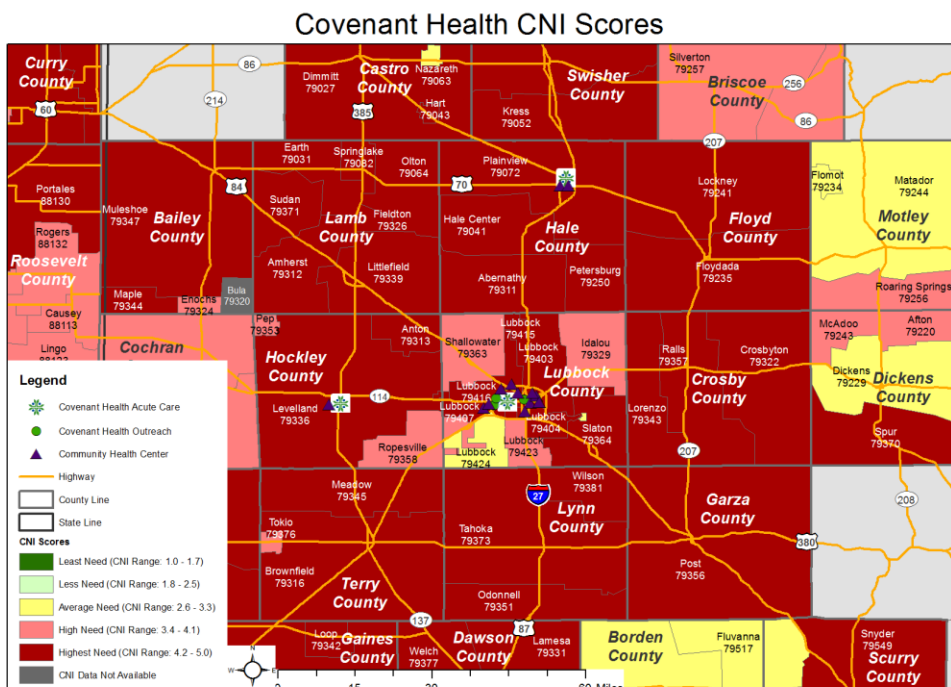 Covenant Health CNI Scores
Curry
County
60
86
214
Dimmitt
79027
Castro
County
385
Nazareth
79063
Hart
79043
Kress
79052
Swisher
County
Silverton
79257
Briscoe
County
256
86
207
Portales
88130
Rogers
88132
Roosevelt
County
Causey
88113
Lingo
Muleshoe
79347
84
Bailey
County
Maple
79344
Enochs
79324
Bula
79320
Earth
79031
Springlake
79082
Olton
79064
Sudan
79371
Lamb
County
Fieldton
79326
Amherst
79312
Littlefield
79339
70
Plainview
79072
Hale Center
79041
Hale
County
Abernathy
79311
Petersburg
79250
Lockney
79241
Floyd
County
Floydada
79235
Flomot
79234
Matador
79244
Motley
County
Roaring Springs
79256
Cochran
Pep
79353
Hockley
County
Anton
79313
Levelland
79336
114
Ropesville
79358
Shallowater
79363
Lubbock
79415
Lubbock
79403
Idalou
79329
Lubbock
County
Lubbock
79416
Lubbock
79407
Lubbock
79404
Slaton
79364
Lubbock
79424
Lubbock
79423
Ralls
79357
Crosbyton
79322
Crosby
County
Lorenzo
79343
207
McAdoo
79243
Afton
79220
Dickens
79229
Dickens
County
Spur
79370
208
Meadow
79345
Tokio
79376
Brownfield
79316
Terry
County
137
27
Wilson
79381
Lynn
County
Tahoka
79373
Odonnell
79351
87
Garza
County
380
Post
79356
Loop
79342
Gaines
County
Welch
79377
Dawson
County
Lamesa
79331
Borden
County
Fluvanna
79517
Snyder
79549
Scurry
County
Legend
Covenant Health Acute Care
Covenant Health Outreach
Community Health Center
Highway
County Line
State Line
CNI Scores
Least Need (CNI Range: 1.0 - 1.7)
Less Need (CNI Range: 1.8 - 2.5)
Average Need (CNI Range: 2.6 - 3.3)
High Need (CNI Range: 3.4 - 4.1)
Highest Need (CNI Range: 4.2 - 5.0)
CNI Data Not Available
N
W
E
S
0
15
30
60 Miles